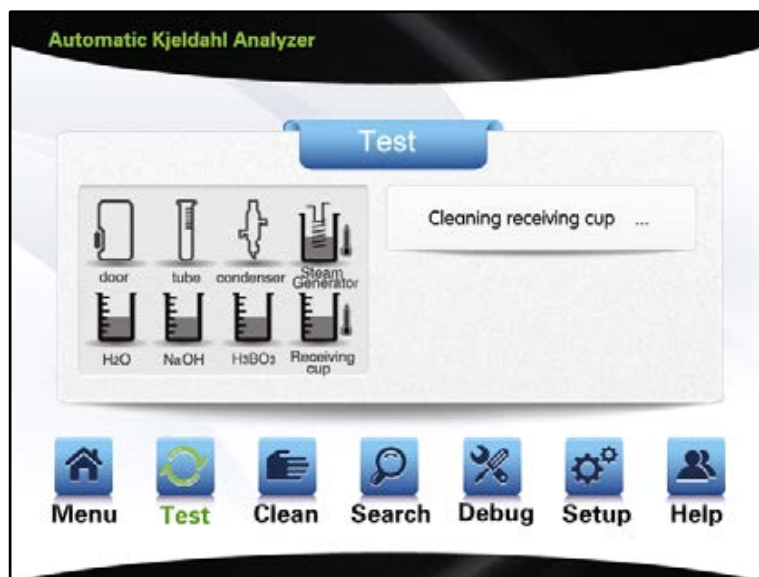 Automatic Kjeldahl Analyzer
Test
Cleaning receiving cup ...
door tube condenser Steam Generator
H2O NaOH H3BO3 Receiving cup
Menu Test Clean Search Debug Setup Help